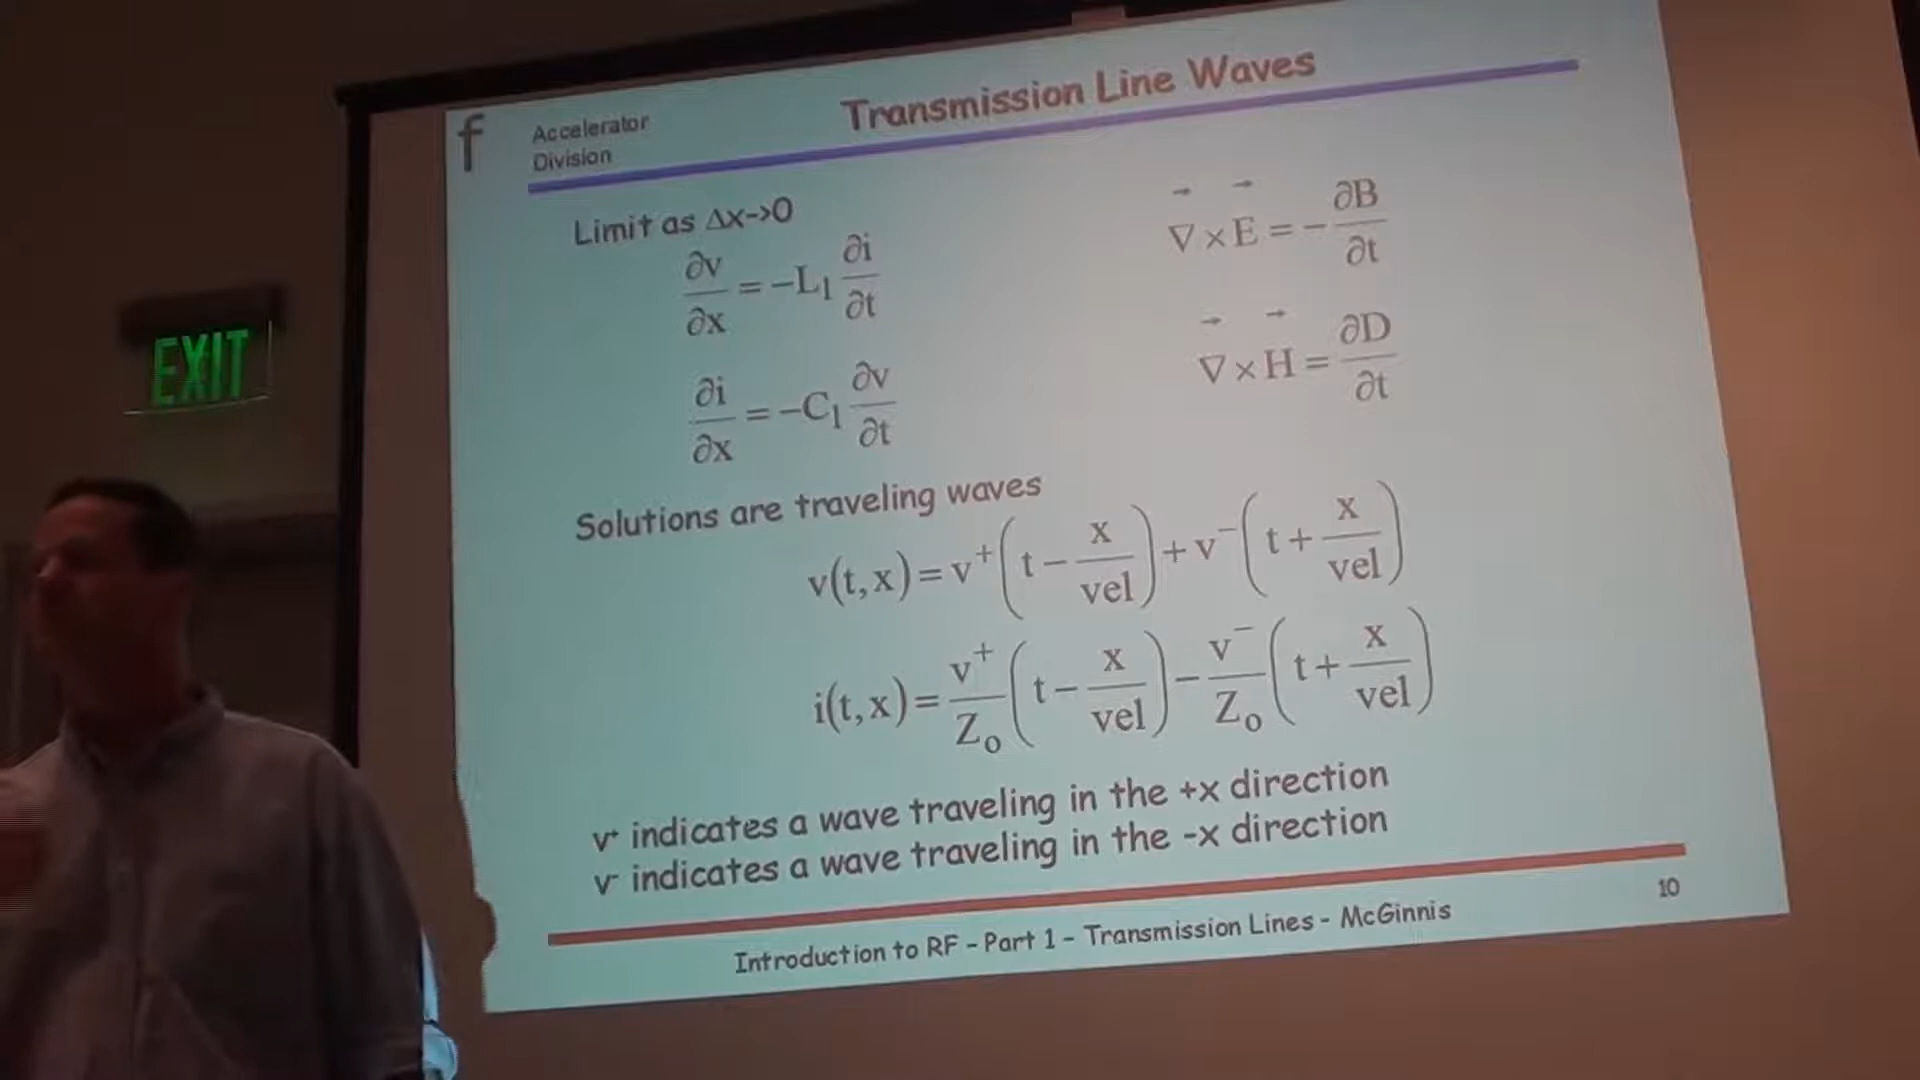 EXIT
f
Accelerator
Division
Transmission Line Waves
Limit as Δx->0
∂v/∂x = -L₁ ∂i/∂t
∇ × E = - ∂B/∂t
∂i/∂x = -C₁ ∂v/∂t
∇ × H = ∂D/∂t
Solutions are traveling waves
v(t,x) = v⁺(t - x/vel) + v⁻(t + x/vel)
i(t,x) = v⁺/Z₀ (t - x/vel) - v⁻/Z₀ (t + x/vel)
v⁺ indicates a wave traveling in the +x direction
v⁻ indicates a wave traveling in the -x direction
10
Introduction to RF - Part 1 - Transmission Lines - McGinnis